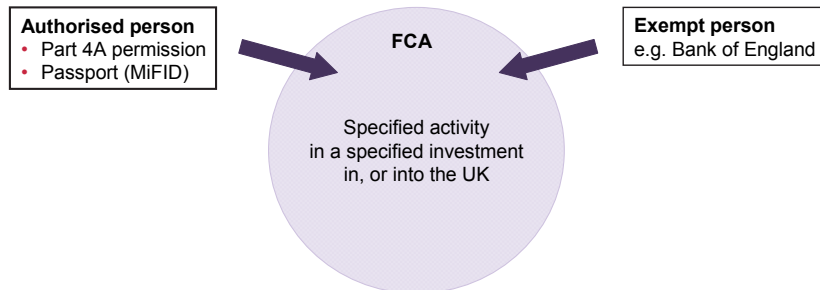 Authorised person
• Part 4A permission
• Passport (MiFID)
FCA
Exempt person
e.g. Bank of England
Specified activity
in a specified investment
in, or into the UK